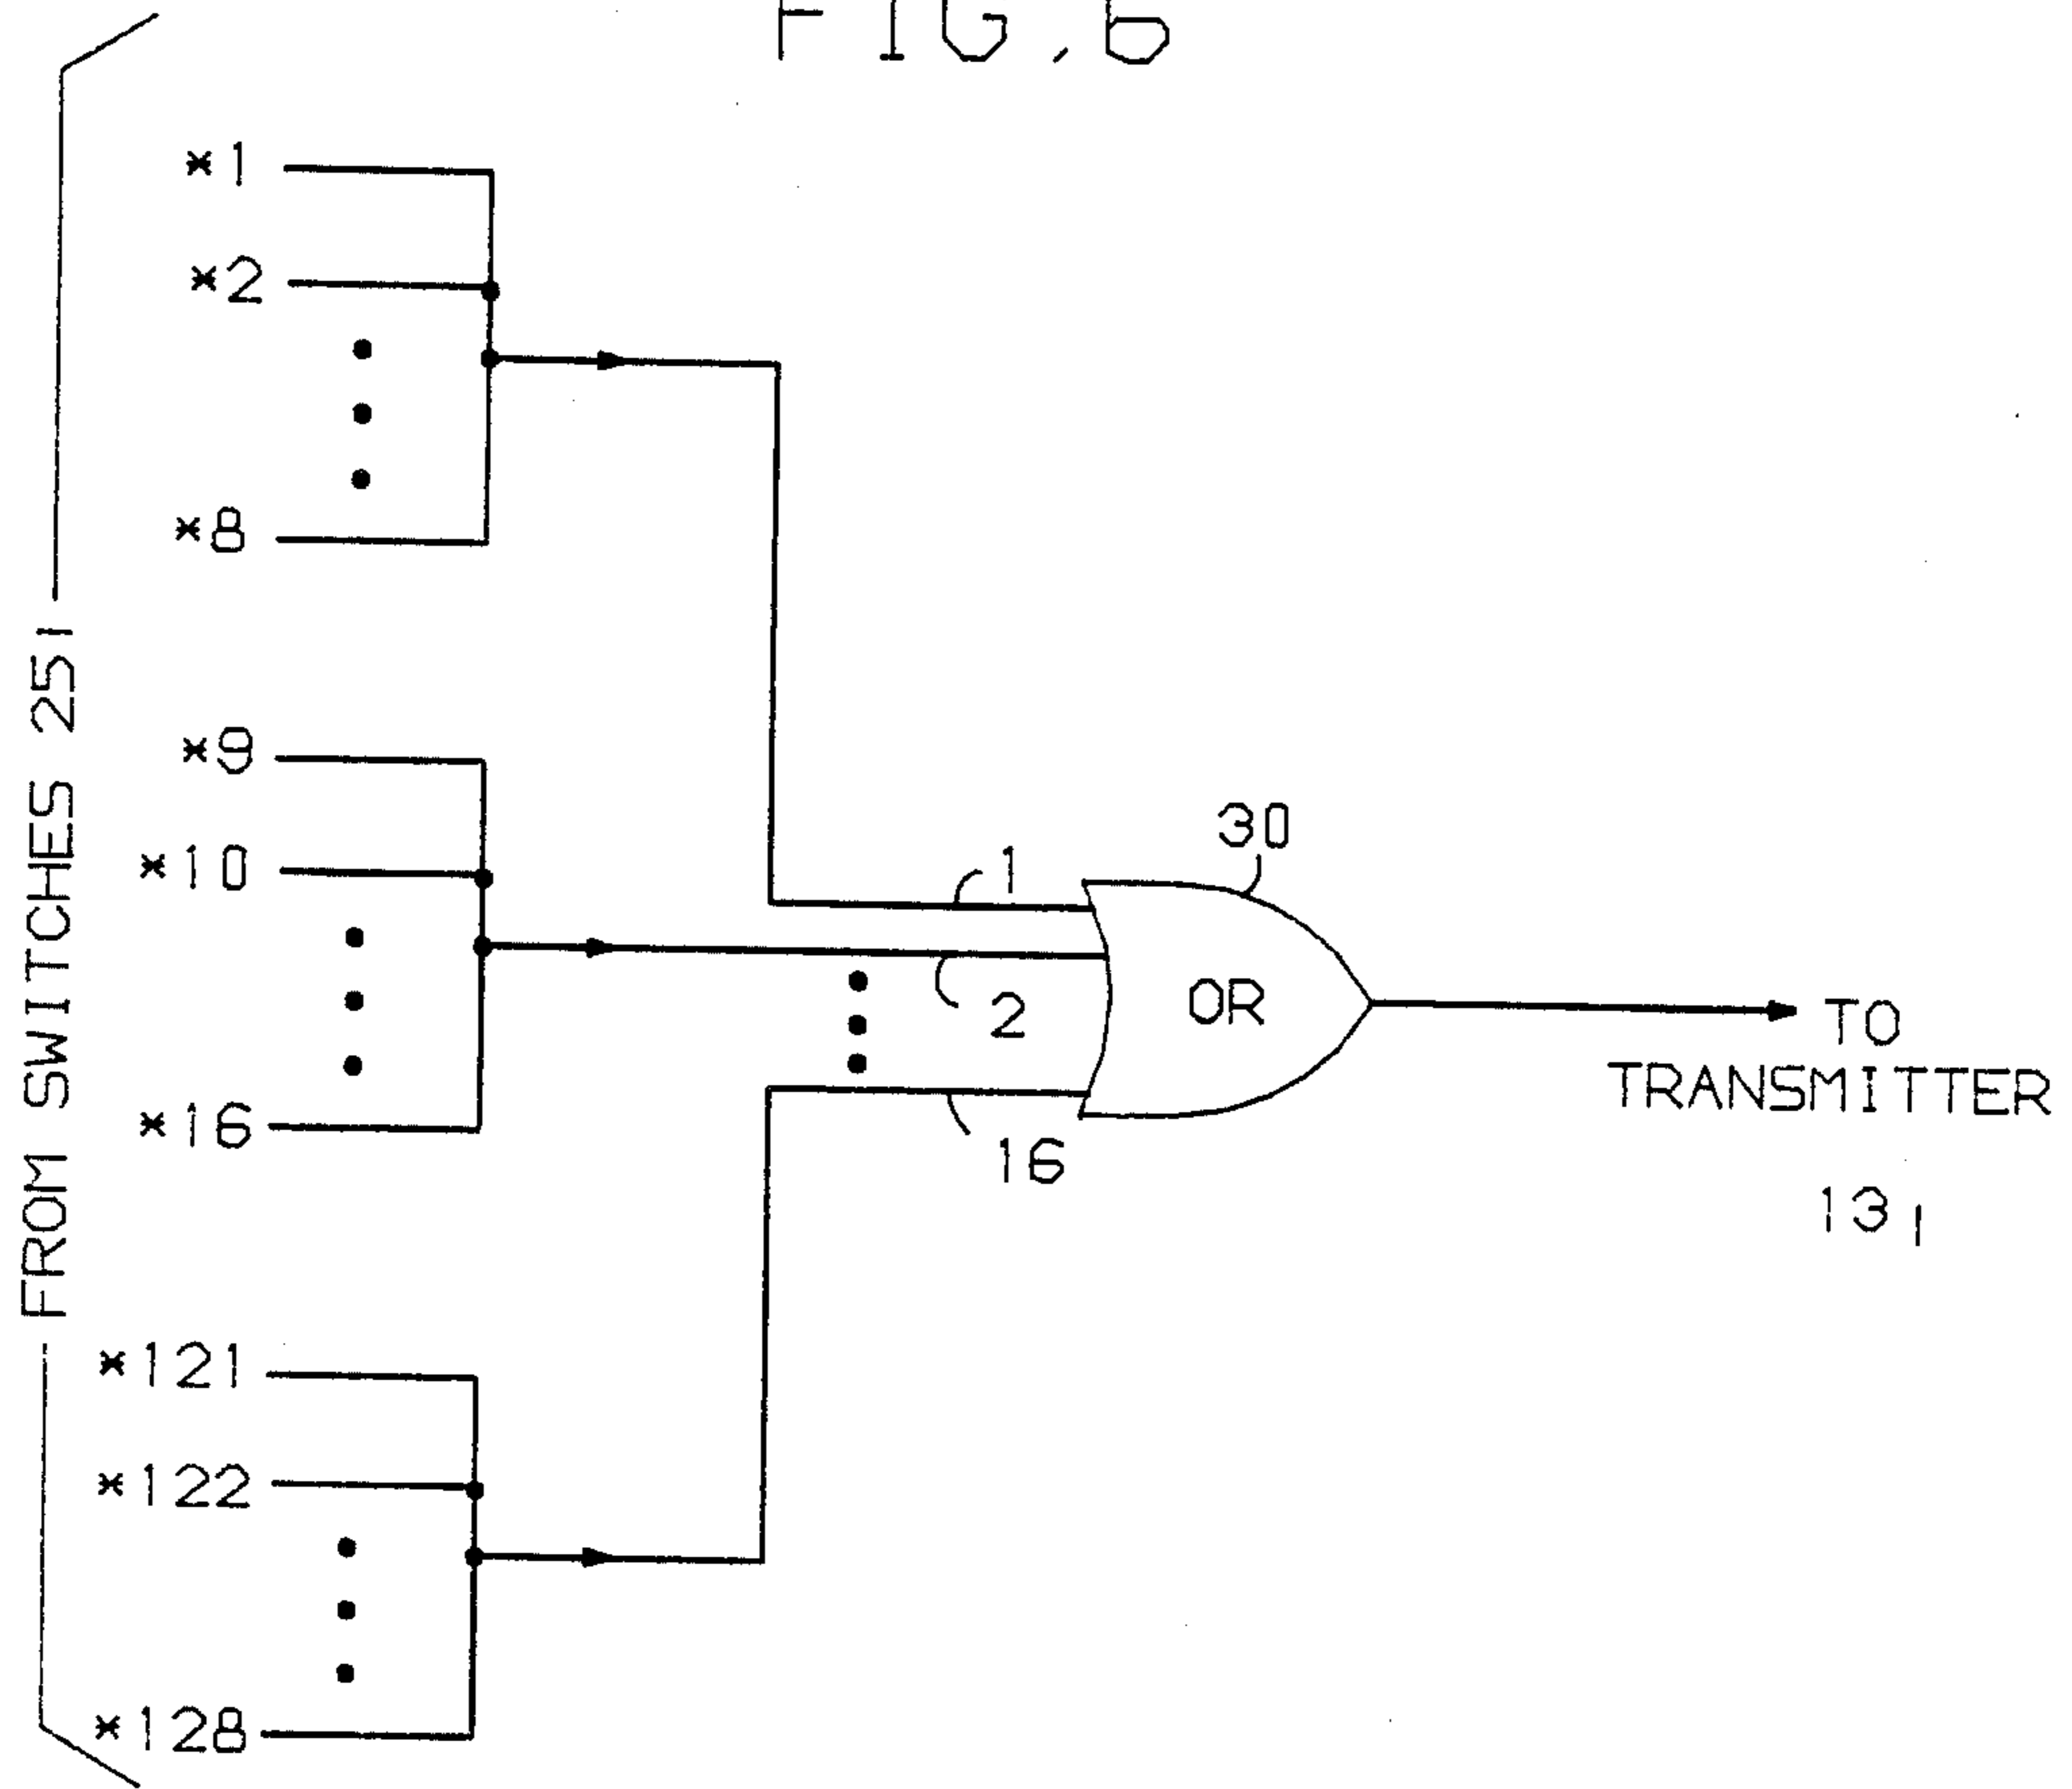 FIG. 6
*1
*2
*8
*9
*10
*16
*121
*122
*128
FROM SWITCHES 251
1
2
16
30
OR
TO
TRANSMITTER
131